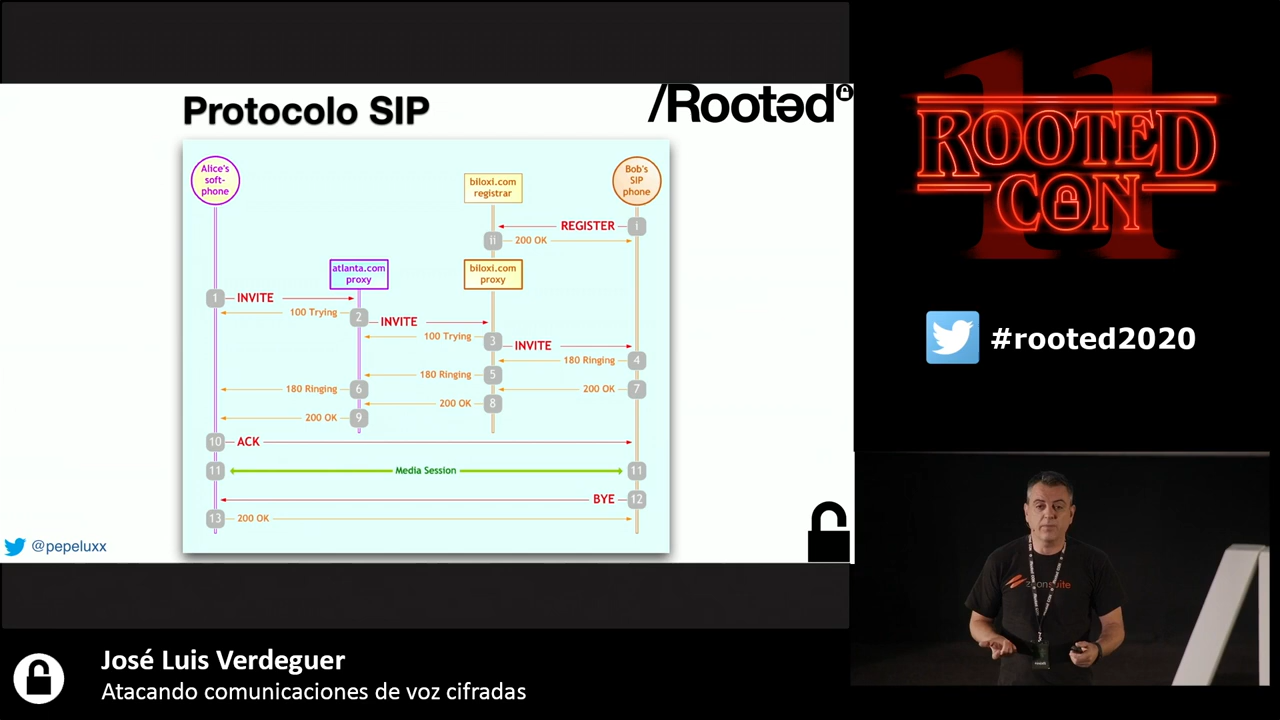 Protocolo SIP
/Rootəd
Alice's
soft-
phone
biloxi.com
registrar
Bob's
SIP
phone
REGISTER
i
ii
200 OK
atlanta.com
proxy
biloxi.com
proxy
1
INVITE
100 Trying
2
INVITE
100 Trying
3
INVITE
180 Ringing
4
180 Ringing
5
180 Ringing
6
200 OK
7
200 OK
8
200 OK
9
10
ACK
11
Media Session
11
BYE
12
13
200 OK
@pepeluxx
11
ROOTED
CON
#rooted2020
zoonsuite
José Luis Verdeguer
Atacando comunicaciones de voz cifradas